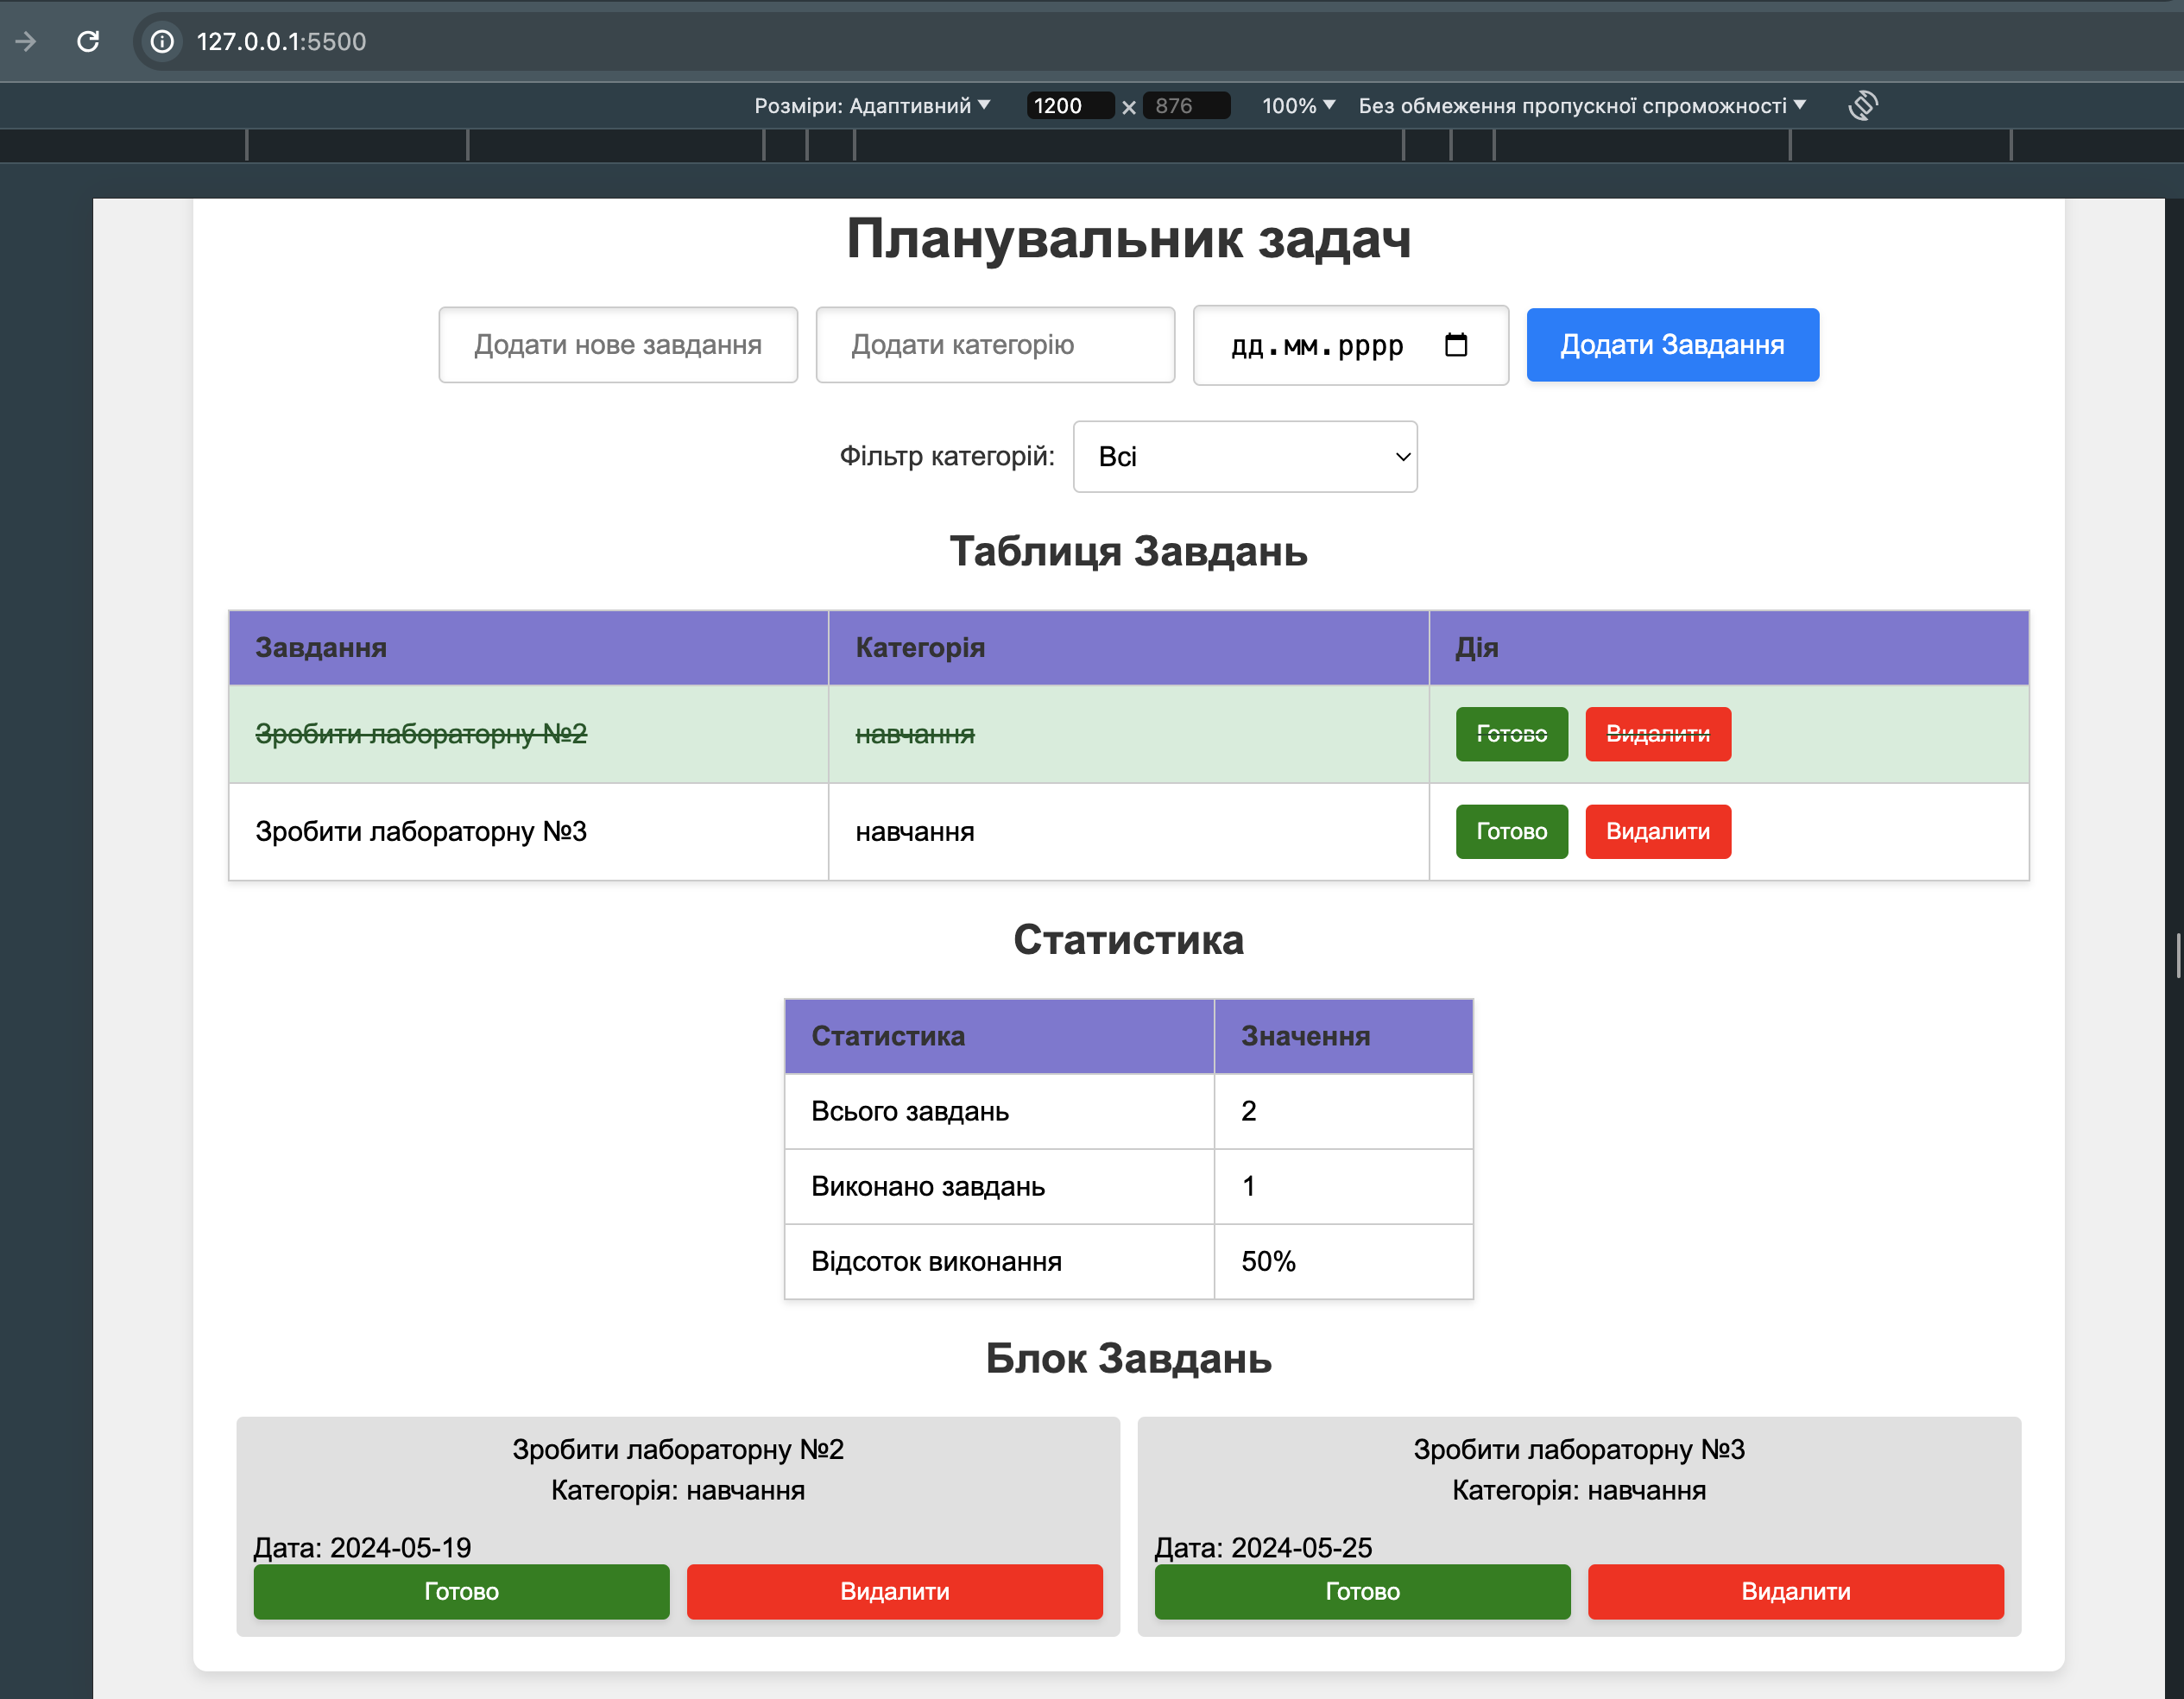 127.0.0.1:5500
Розміри: Адаптивний 1200 × 876 100% Без обмеження пропускної спроможності
Планувальник задач
Додати нове завдання Додати категорію дд.мм.рррр Додати Завдання
Фільтр категорій: Всі
Таблиця Завдань
Завдання Категорія Дія
Зробити лабораторну №2 навчання Готово Видалити
Зробити лабораторну №3 навчання Готово Видалити
Статистика
Статистика Значення
Всього завдань 2
Виконано завдань 1
Відсоток виконання 50%
Блок Завдань
Зробити лабораторну №2
Категорія: навчання
Дата: 2024-05-19
Готово Видалити
Зробити лабораторну №3
Категорія: навчання
Дата: 2024-05-25
Готово Видалити